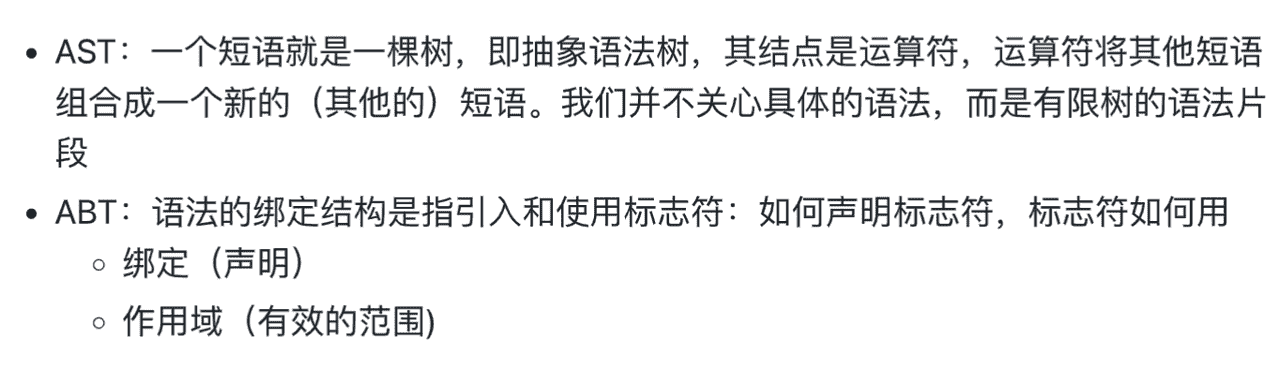 • AST：一个短语就是一棵树，即抽象语法树，其结点是运算符，运算符将其他短语
组合成一个新的（其他的）短语。我们并不关心具体的语法，而是有限树的语法片
段
• ABT：语法的绑定结构是指引入和使用标志符：如何声明标志符，标志符如何用
◦ 绑定（声明）
◦ 作用域（有效的范围)